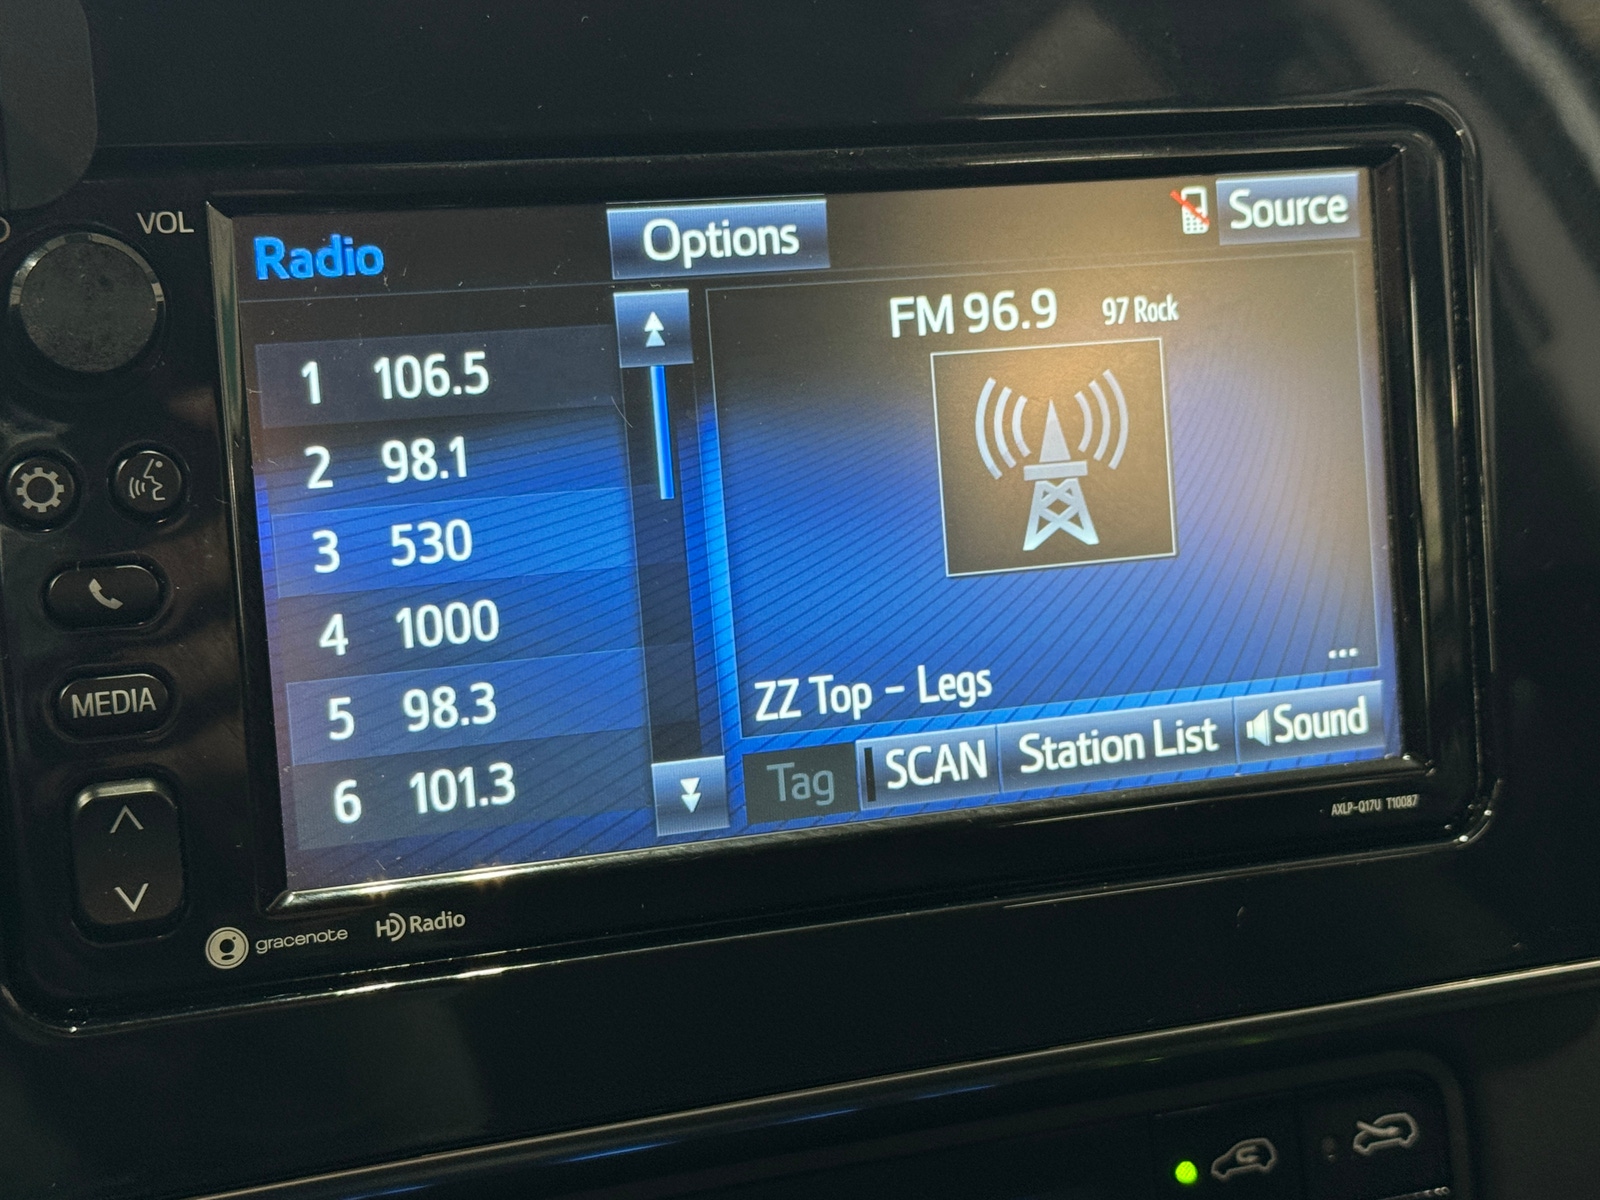 VOL
Radio
Options
Source
FM 96.9 97 Rock
1 106.5
2 98.1
3 530
4 1000
5 98.3
6 101.3
ZZ Top – Legs
...
Tag
SCAN
Station List
Sound
MEDIA
AXLP-Q17U T10087
gracenote
HD Radio